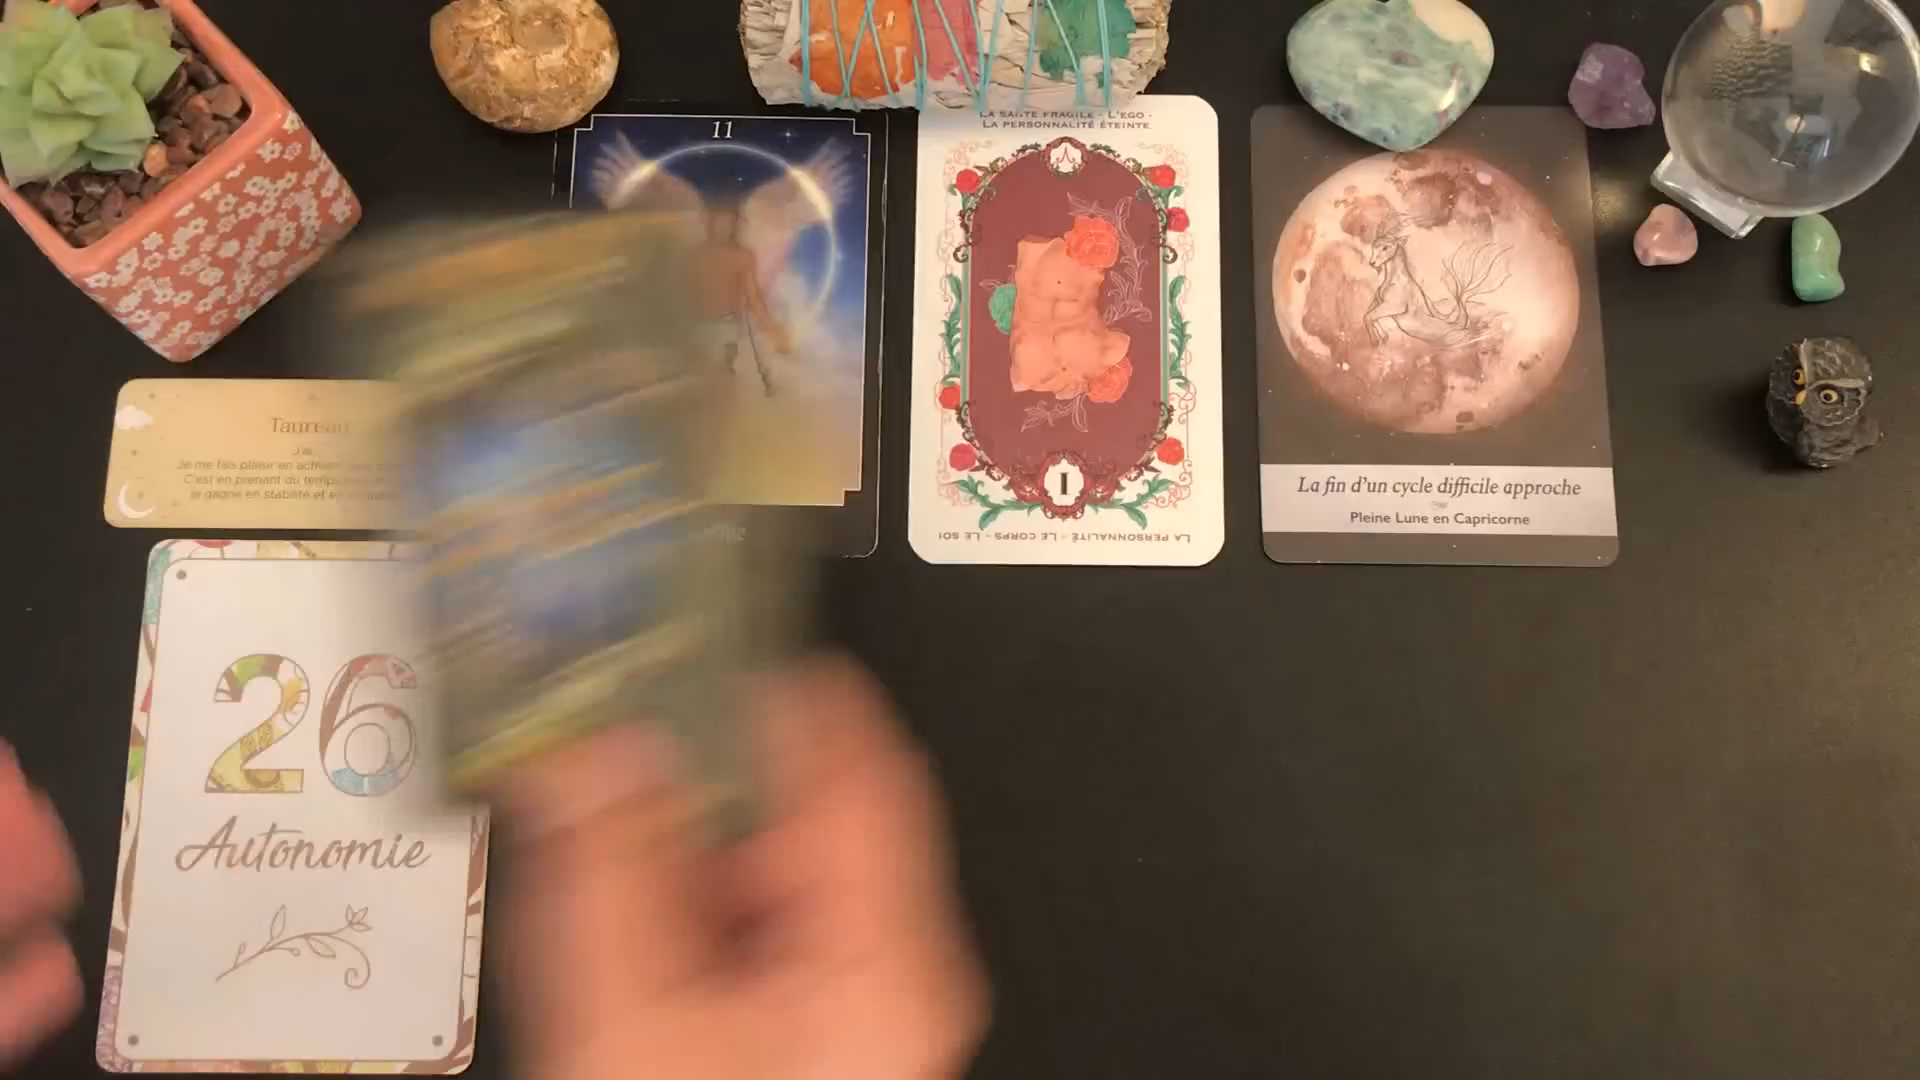 11
LA SANTÉ FRAGILE - L'EGO -
LA PERSONNALITÉ ÉTEINTE
I
LA PERSONNALITÉ - LE CORPS - LE SOI
La fin d'un cycle difficile approche
Pleine Lune en Capricorne
Taureau
J'ai...
Je me fais plaisir en
C'est en prenant du temps
je gagne en stabilité et en
26
Autonomie